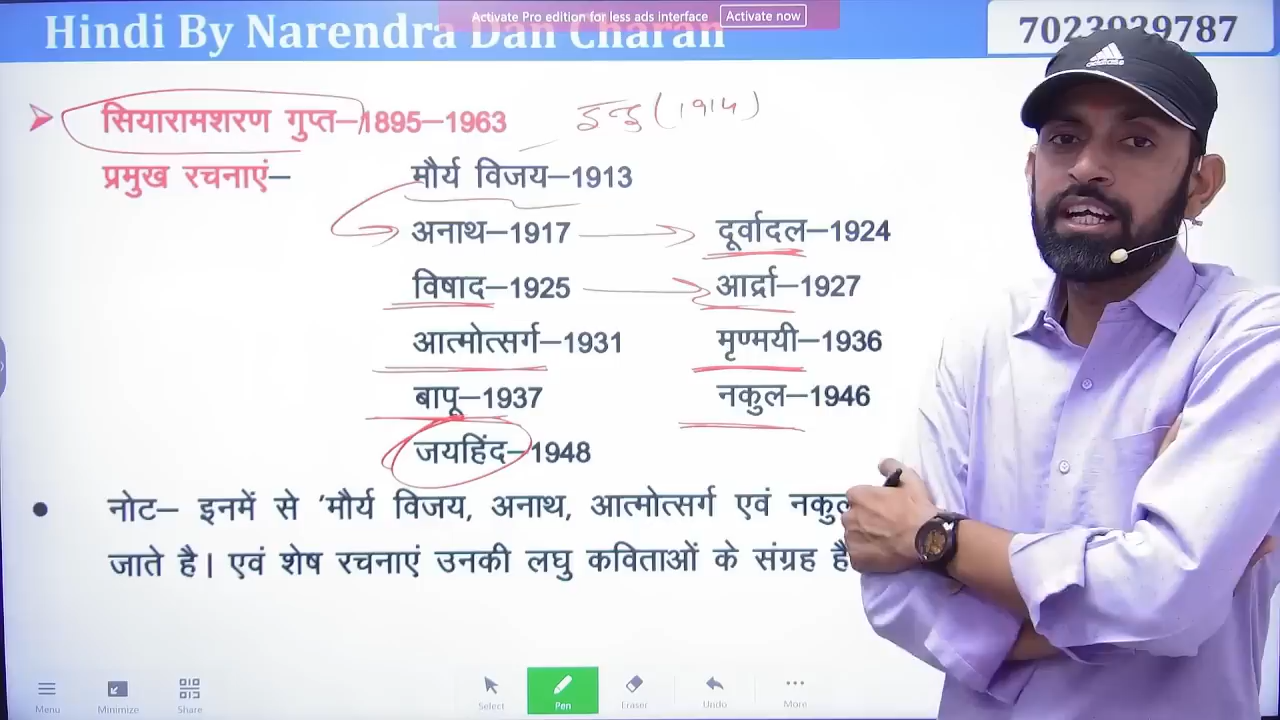 Activate Pro edition for less ads interface Activate now
Hindi By Narendra Dan Charan
सियारामशरण गुप्त–1895–1963 इन्दु (1914)
प्रमुख रचनाएं– मौर्य विजय–1913
अनाथ–1917 दूर्वादल–1924
विषाद–1925 आर्द्रा–1927
आत्मोत्सर्ग–1931 मृण्मयी–1936
बापू–1937 नकुल–1946
जयहिंद–1948
नोट– इनमें से 'मौर्य विजय, अनाथ, आत्मोत्सर्ग एवं नकुल
जाते है। एवं शेष रचनाएं उनकी लघु कविताओं के संग्रह है
adidas
Menu Minimize Share Select Pen Eraser Undo More